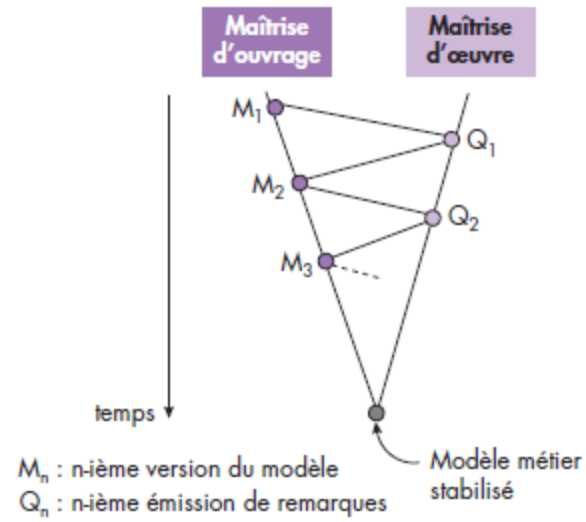 Maîtrise
d'ouvrage
Maîtrise
d'œuvre
M₁
Q₁
M₂
Q₂
M₃
temps
Modèle métier
stabilisé
Mₙ : n-ième version du modèle
Qₙ : n-ième émission de remarques